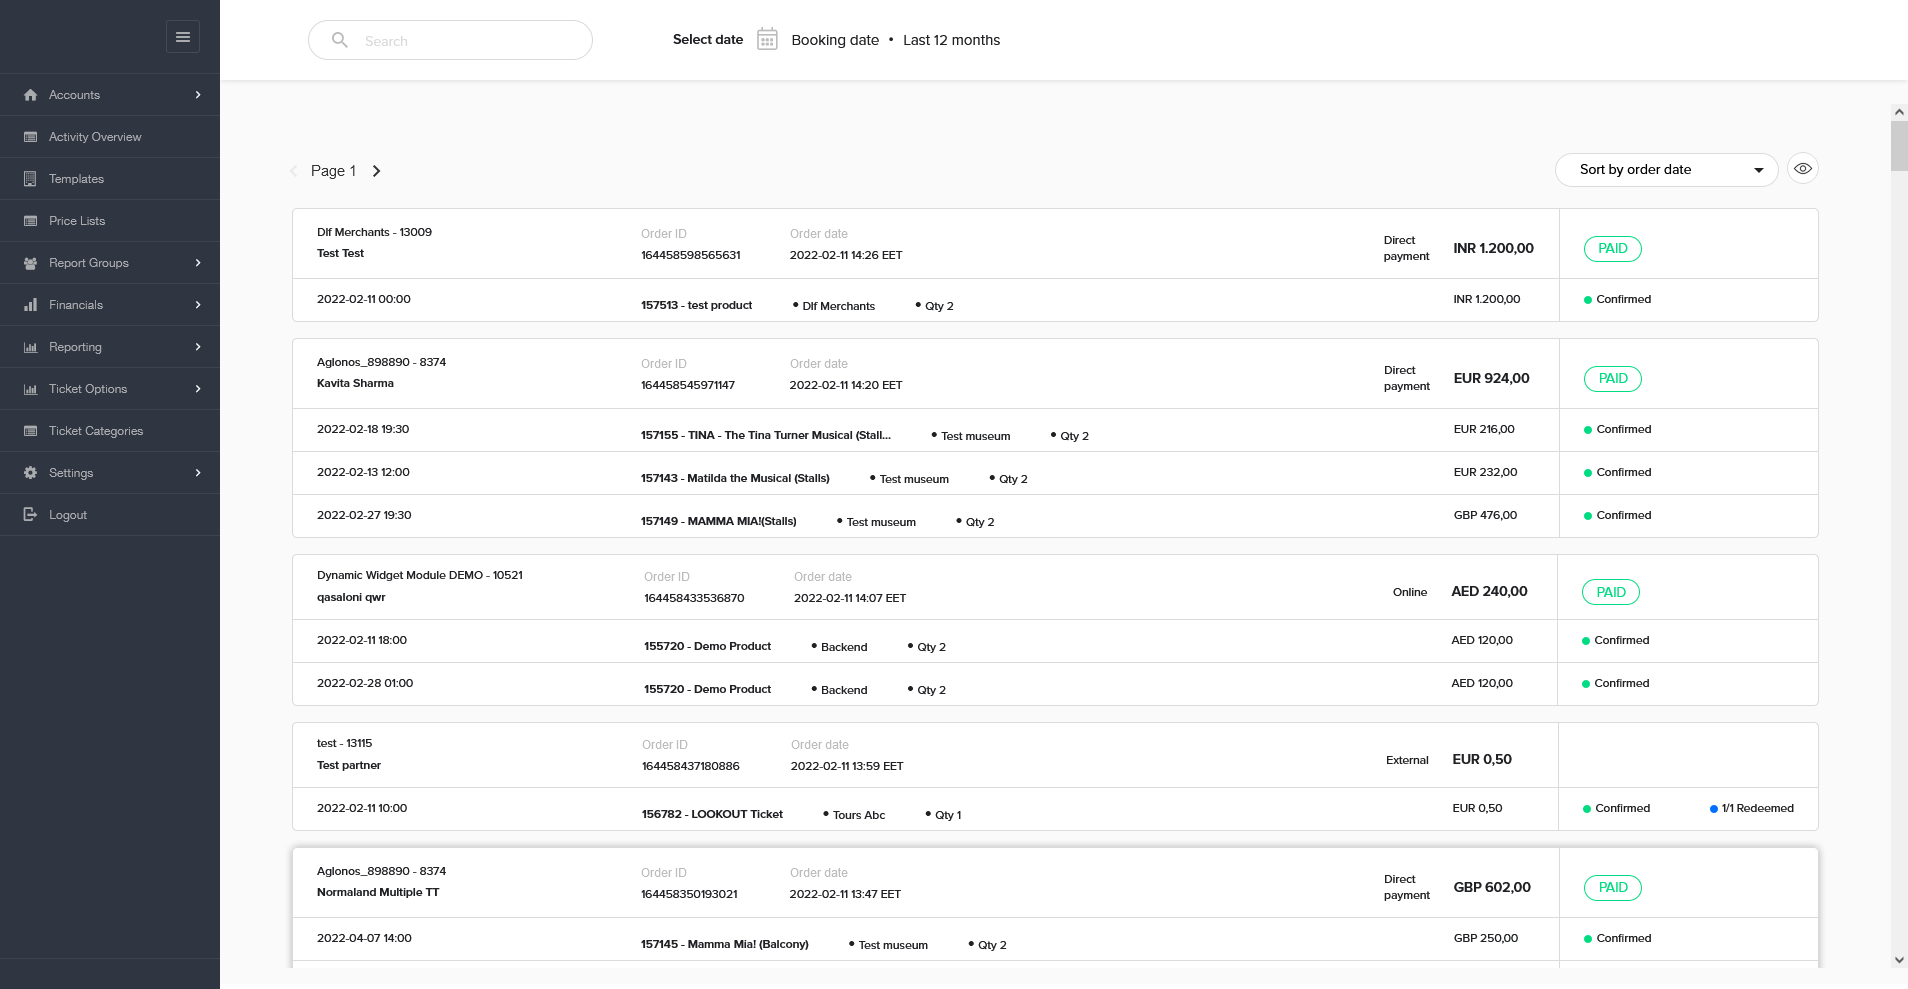 Search
Select date Booking date • Last 12 months
Accounts
Activity Overview
Templates
Price Lists
Report Groups
Financials
Reporting
Ticket Options
Ticket Categories
Settings
Logout
Page 1
Sort by order date
Dlf Merchants - 13009 Order ID Order date Direct payment INR 1.200,00 PAID
Test Test 164458598565631 2022-02-11 14:26 EET
2022-02-11 00:00 157513 - test product • Dlf Merchants • Qty 2 INR 1.200,00 Confirmed
Aglonos_898890 - 8374 Order ID Order date Direct payment EUR 924,00 PAID
Kavita Sharma 164458545971147 2022-02-11 14:20 EET
2022-02-18 19:30 157155 - TINA - The Tina Turner Musical (Stall... • Test museum • Qty 2 EUR 216,00 Confirmed
2022-02-13 12:00 157143 - Matilda the Musical (Stalls) • Test museum • Qty 2 EUR 232,00 Confirmed
2022-02-27 19:30 157149 - MAMMA MIA!(Stalls) • Test museum • Qty 2 GBP 476,00 Confirmed
Dynamic Widget Module DEMO - 10521 Order ID Order date Online AED 240,00 PAID
qasaloni qwr 164458433536870 2022-02-11 14:07 EET
2022-02-11 18:00 155720 - Demo Product • Backend • Qty 2 AED 120,00 Confirmed
2022-02-28 01:00 155720 - Demo Product • Backend • Qty 2 AED 120,00 Confirmed
test - 13115 Order ID Order date External EUR 0,50
Test partner 164458437180886 2022-02-11 13:59 EET
2022-02-11 10:00 156782 - LOOKOUT Ticket • Tours Abc • Qty 1 EUR 0,50 Confirmed 1/1 Redeemed
Aglonos_898890 - 8374 Order ID Order date Direct payment GBP 602,00 PAID
Normaland Multiple TT 164458350193021 2022-02-11 13:47 EET
2022-04-07 14:00 157145 - Mamma Mia! (Balcony) • Test museum • Qty 2 GBP 250,00 Confirmed